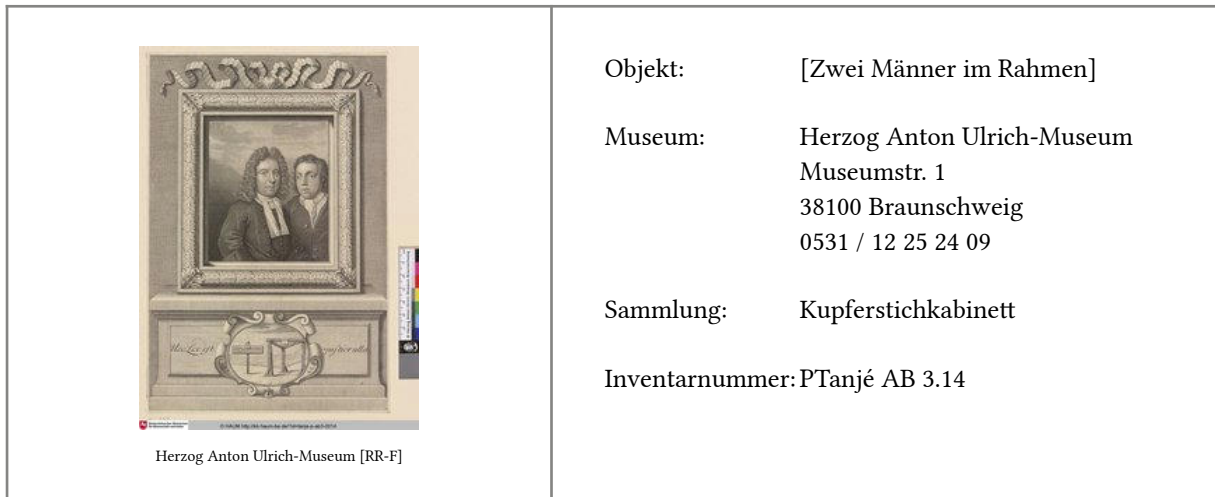 Objekt: [Zwei Männer im Rahmen]
Museum: Herzog Anton Ulrich-Museum
Museumstr. 1
38100 Braunschweig
0531 / 12 25 24 09
Sammlung: Kupferstichkabinett
Inventarnummer: PTanjé AB 3.14
Herzog Anton Ulrich-Museum [RR-F]